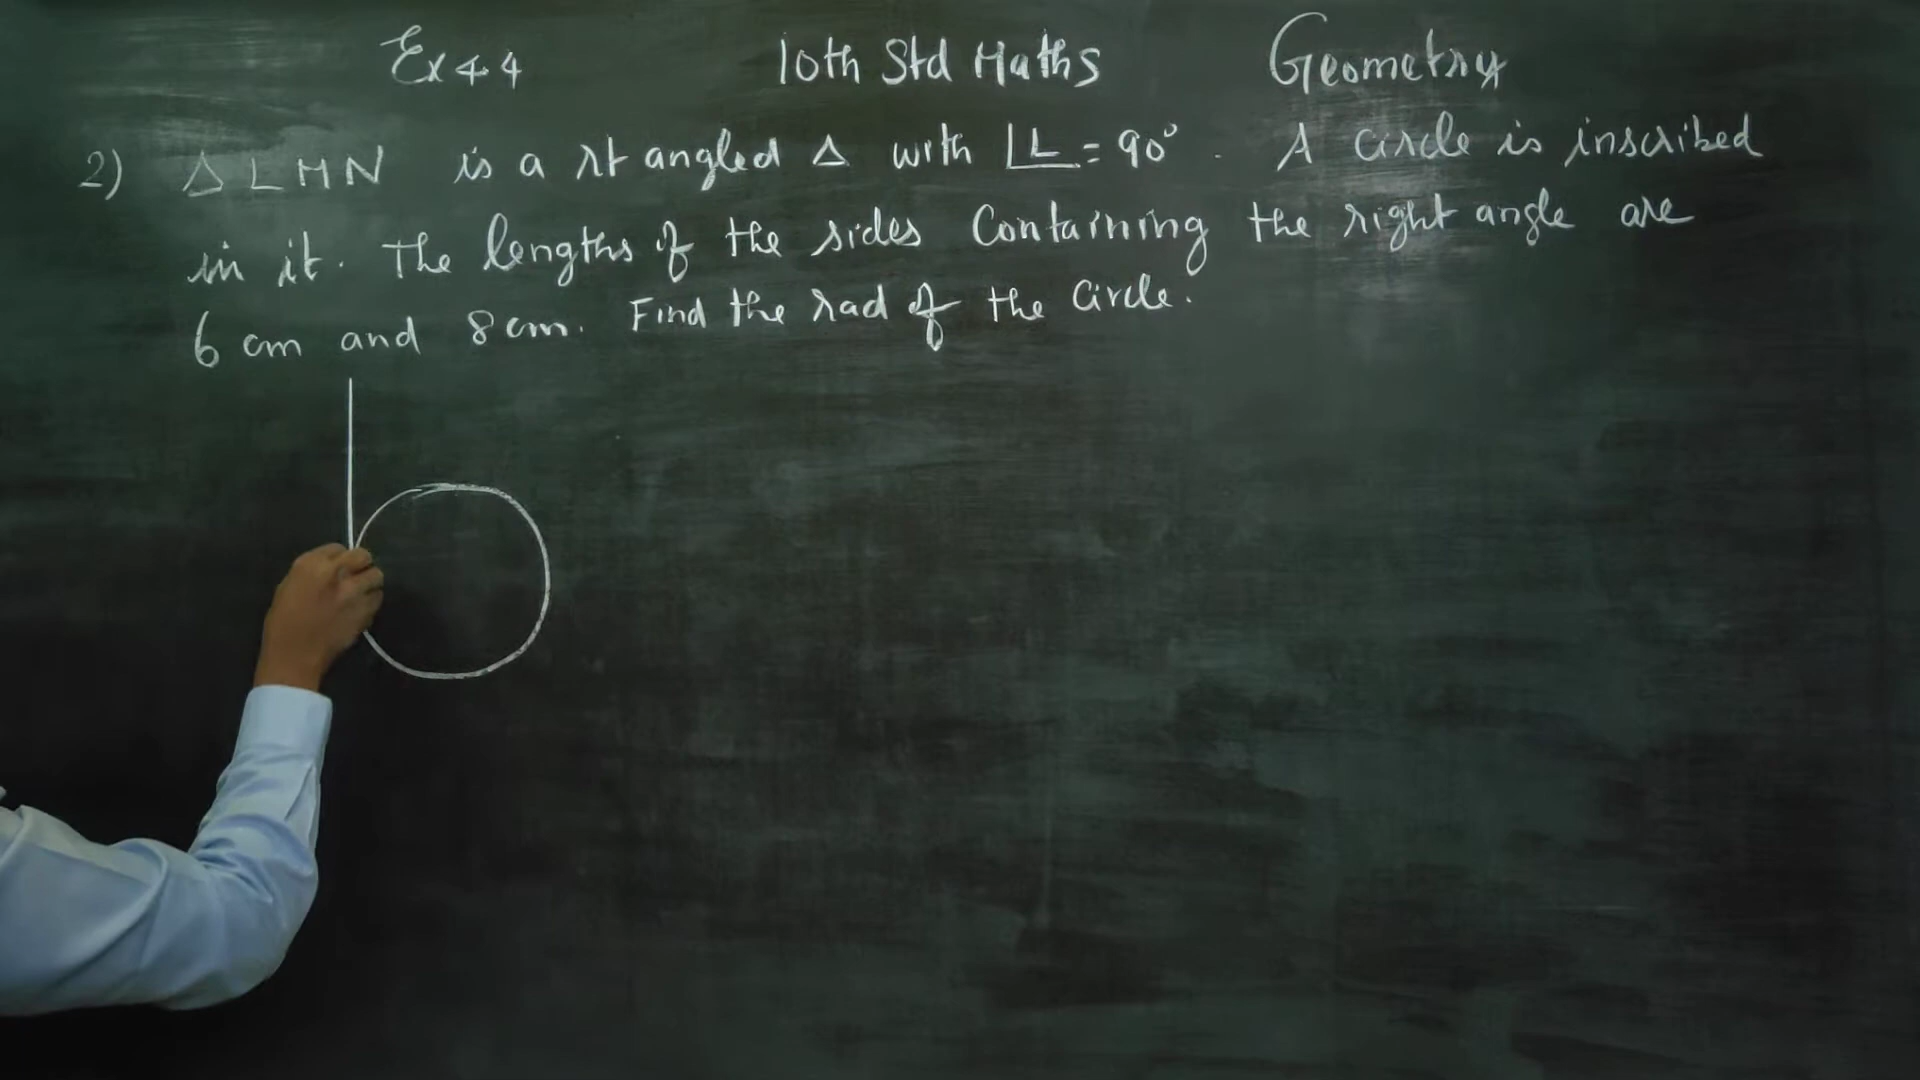 Ex 4.4 10th Std Maths Geometry
2) △ LMN is a rt angled △ with ∠L = 90° . A circle is inscribed
in it. The lengths of the sides Containing the right angle are
6 cm and 8 cm. Find the rad of the Circle.